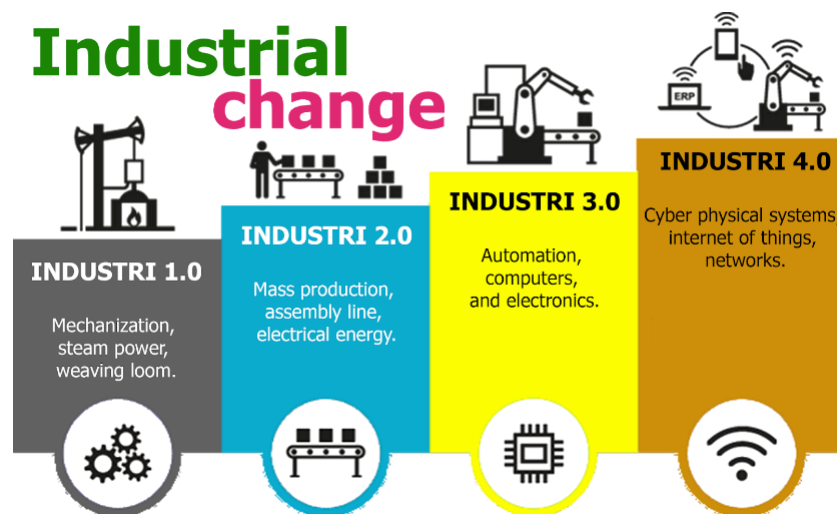 Industrial
change
INDUSTRI 1.0
Mechanization,
steam power,
weaving loom.
INDUSTRI 2.0
Mass production,
assembly line,
electrical energy.
INDUSTRI 3.0
Automation,
computers,
and electronics.
ERP
INDUSTRI 4.0
Cyber physical systems,
internet of things,
networks.